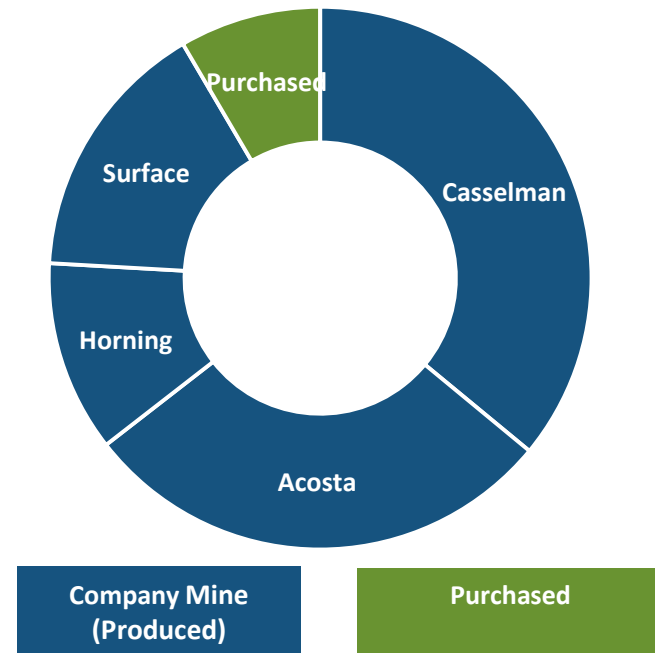 Purchased
Surface
Casselman
Horning
Acosta
Company Mine
(Produced)
Purchased